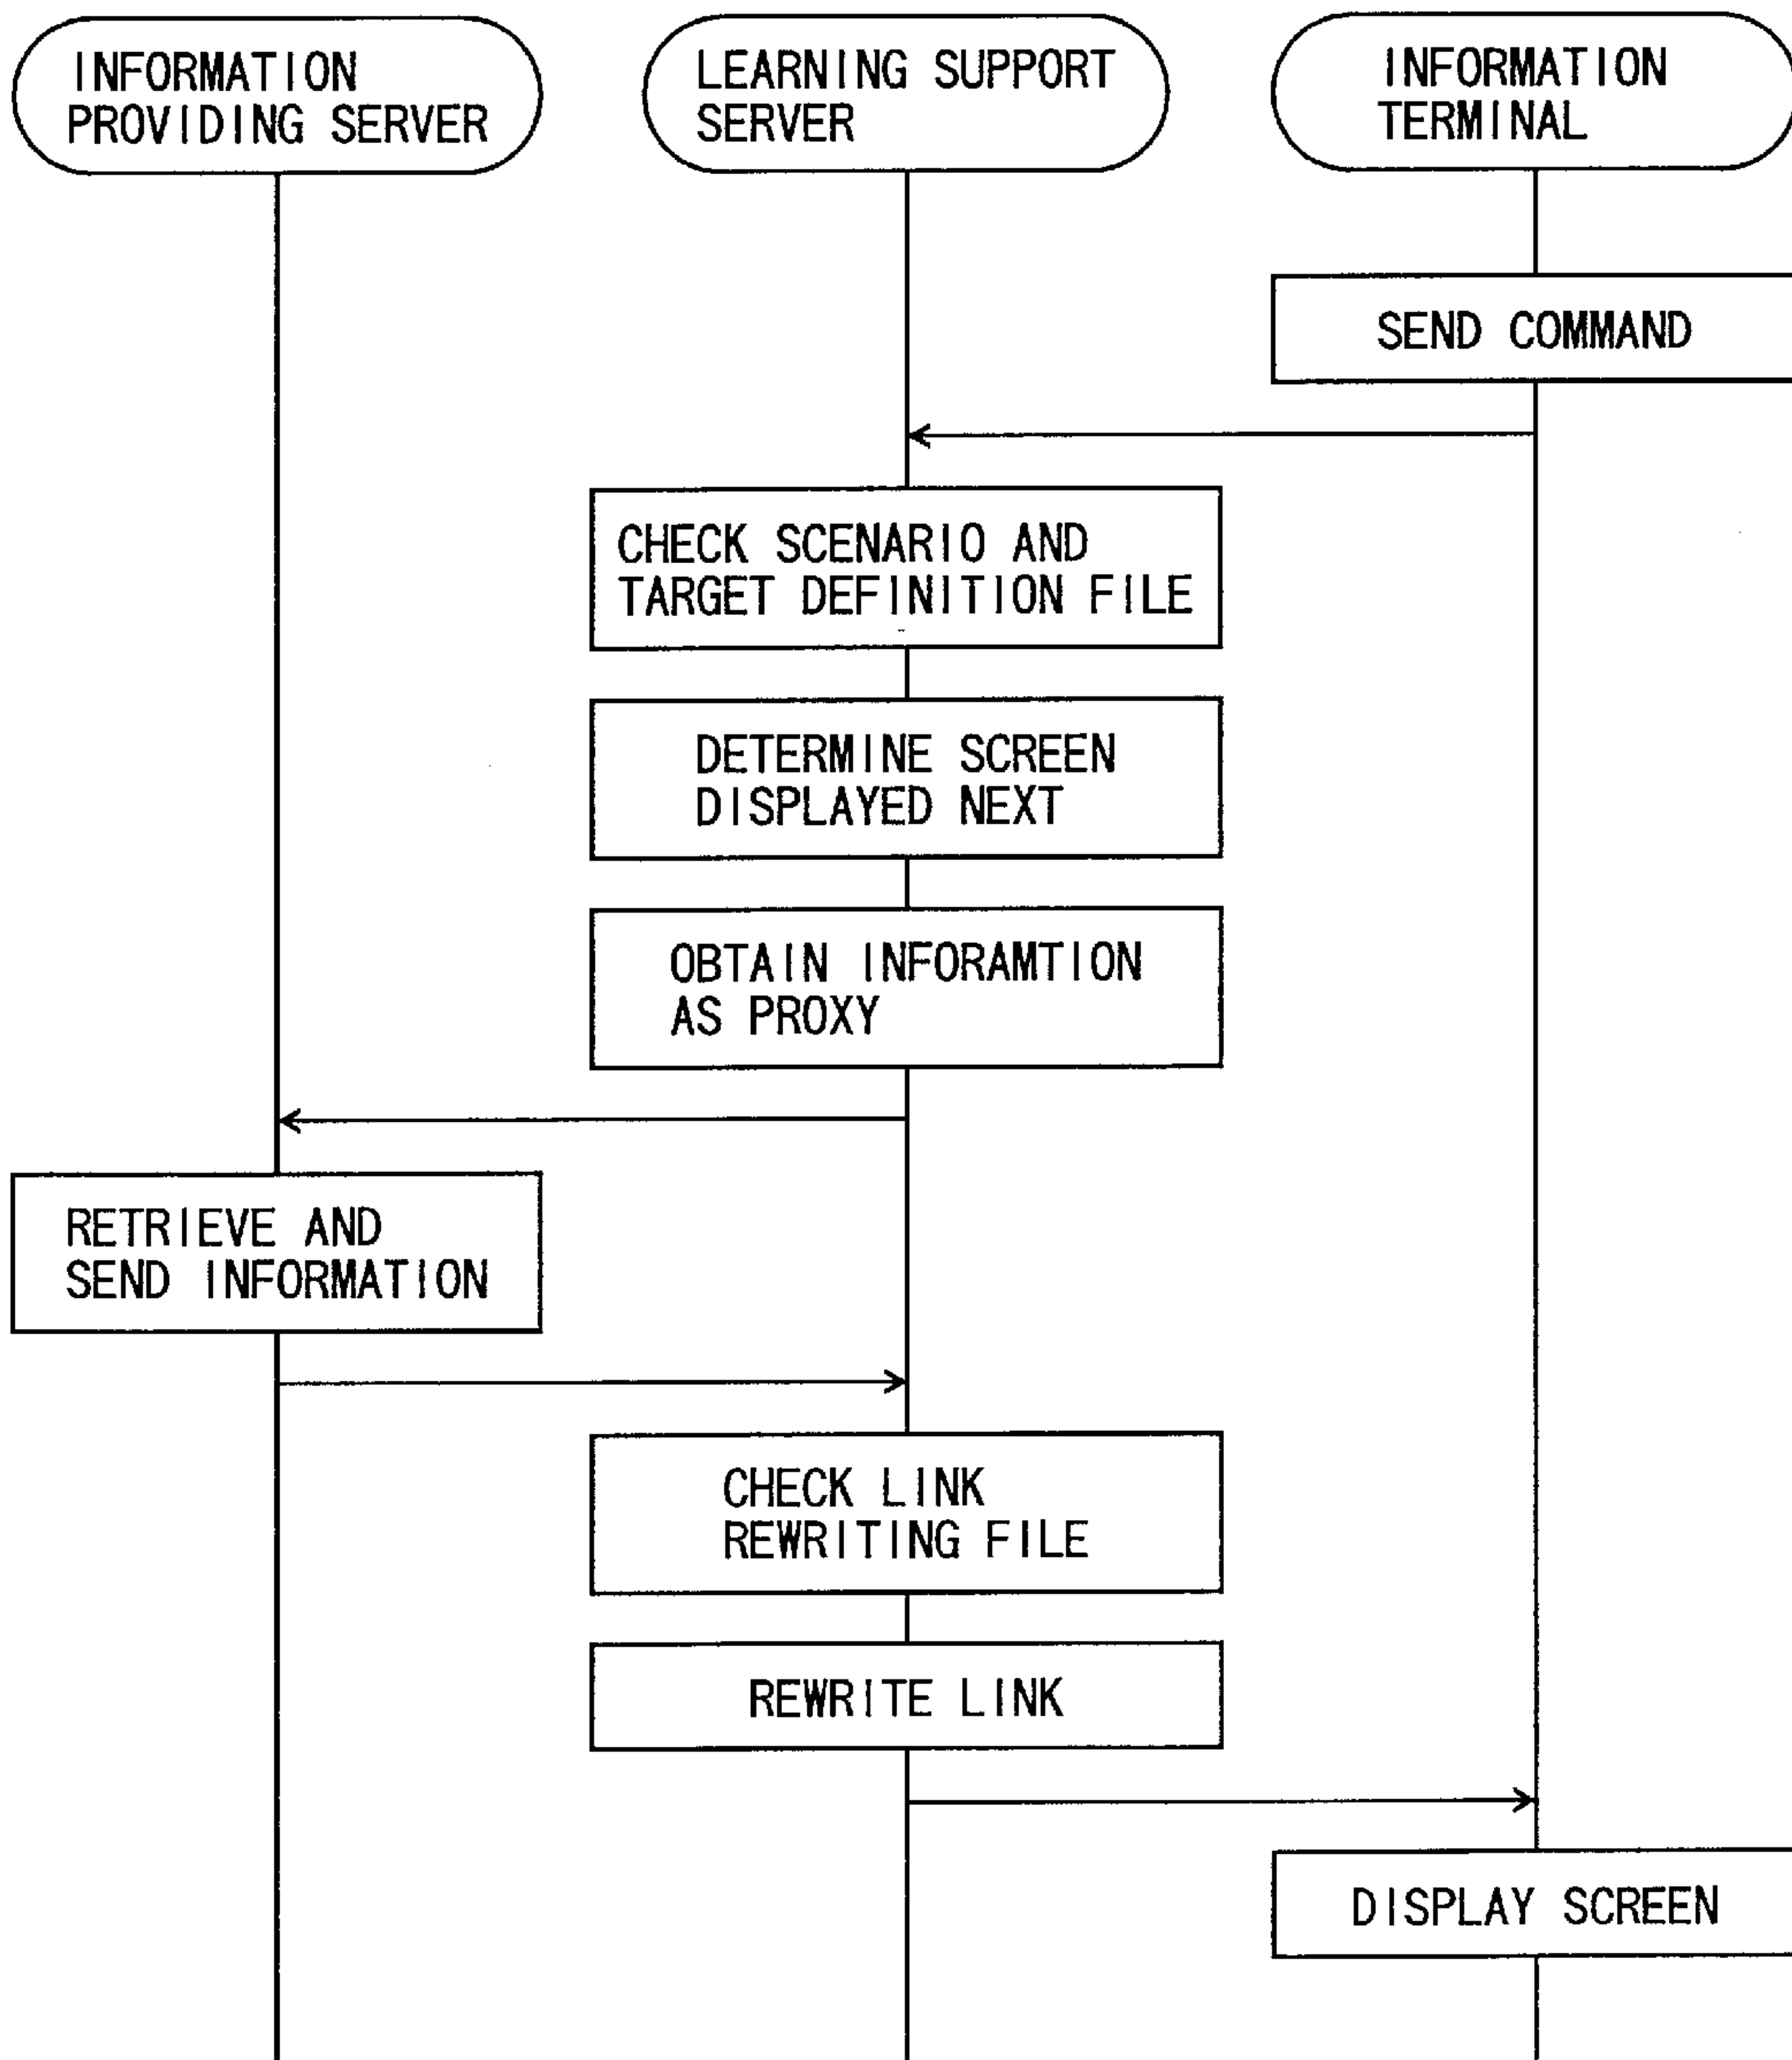 INFORMATION
PROVIDING SERVER
LEARNING SUPPORT
SERVER
INFORMATION
TERMINAL
SEND COMMAND
CHECK SCENARIO AND
TARGET DEFINITION FILE
DETERMINE SCREEN
DISPLAYED NEXT
OBTAIN INFORAMTION
AS PROXY
RETRIEVE AND
SEND INFORMATION
CHECK LINK
REWRITING FILE
REWRITE LINK
DISPLAY SCREEN